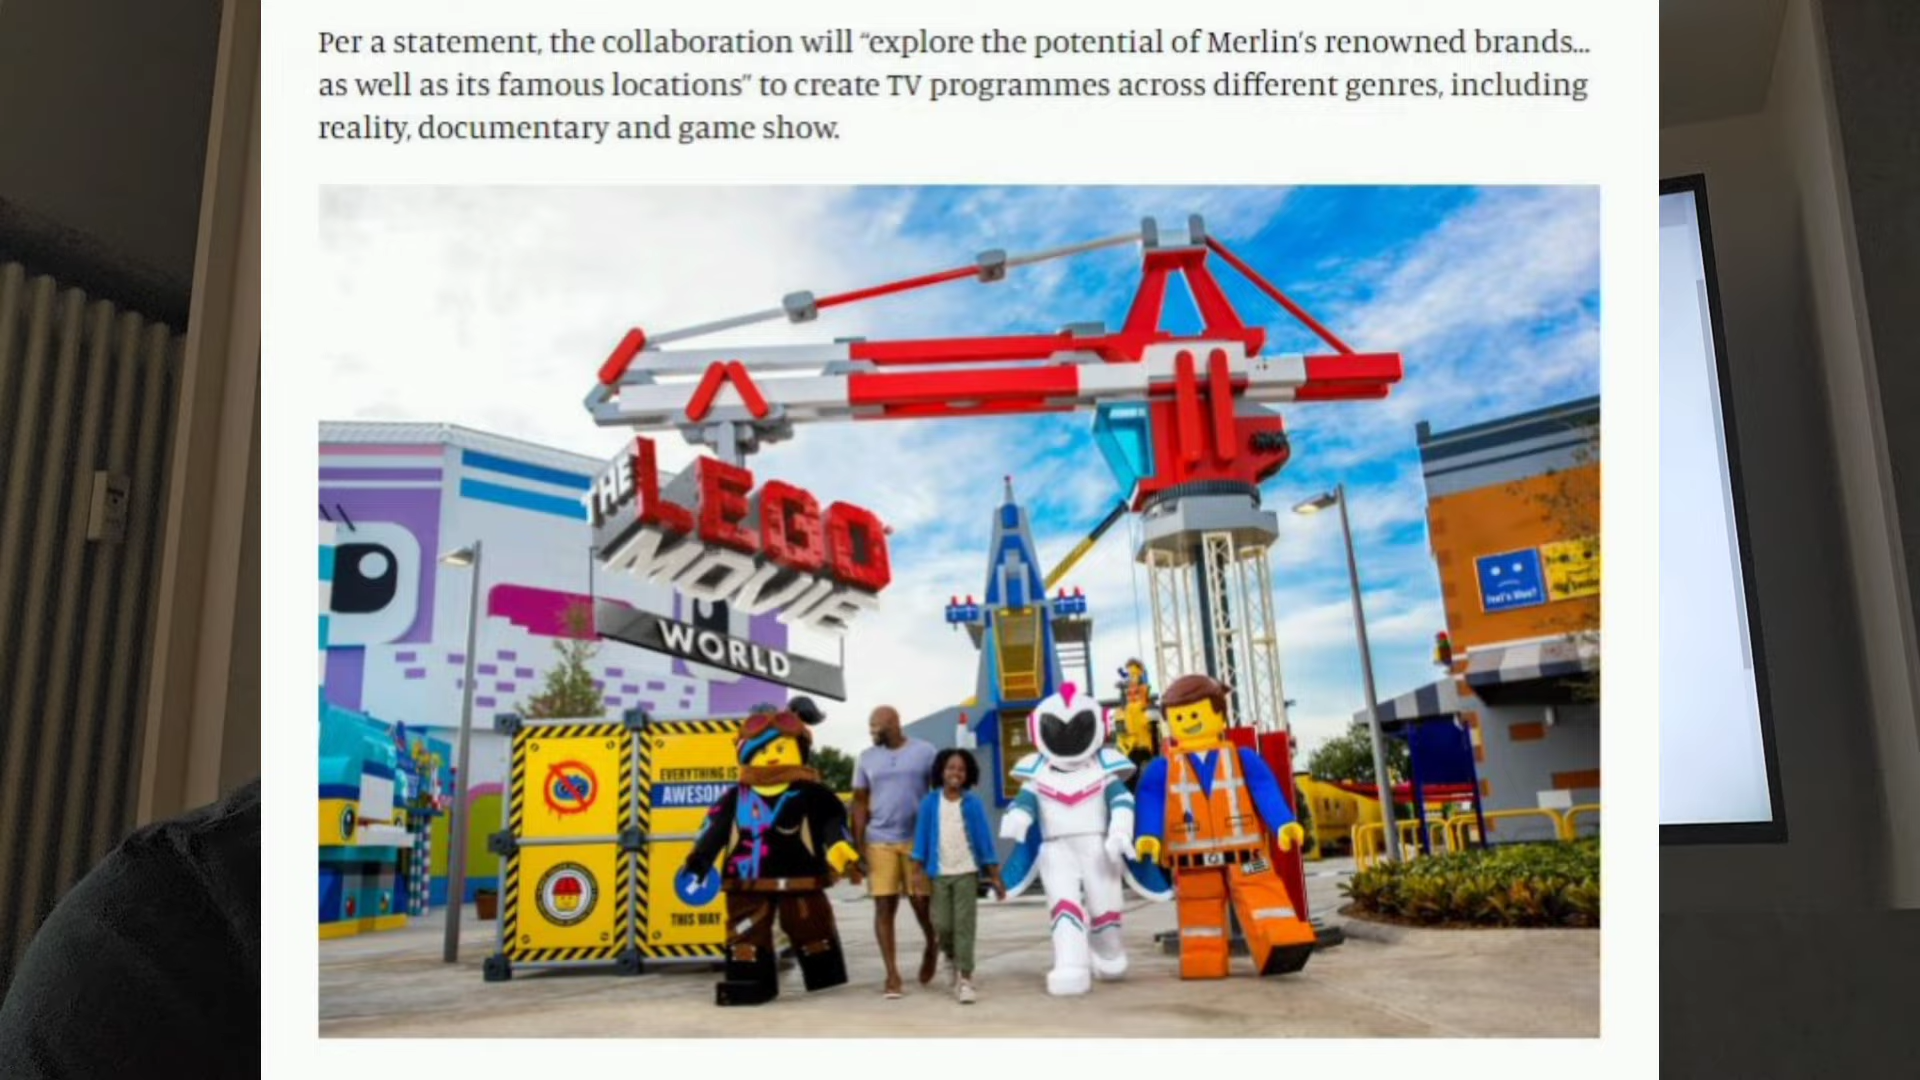 Per a statement, the collaboration will “explore the potential of Merlin’s renowned brands…
as well as its famous locations” to create TV programmes across different genres, including
reality, documentary and game show.
THE
LEGO
MOVIE
WORLD
EVERYTHING IS
AWESOM
THIS WAY